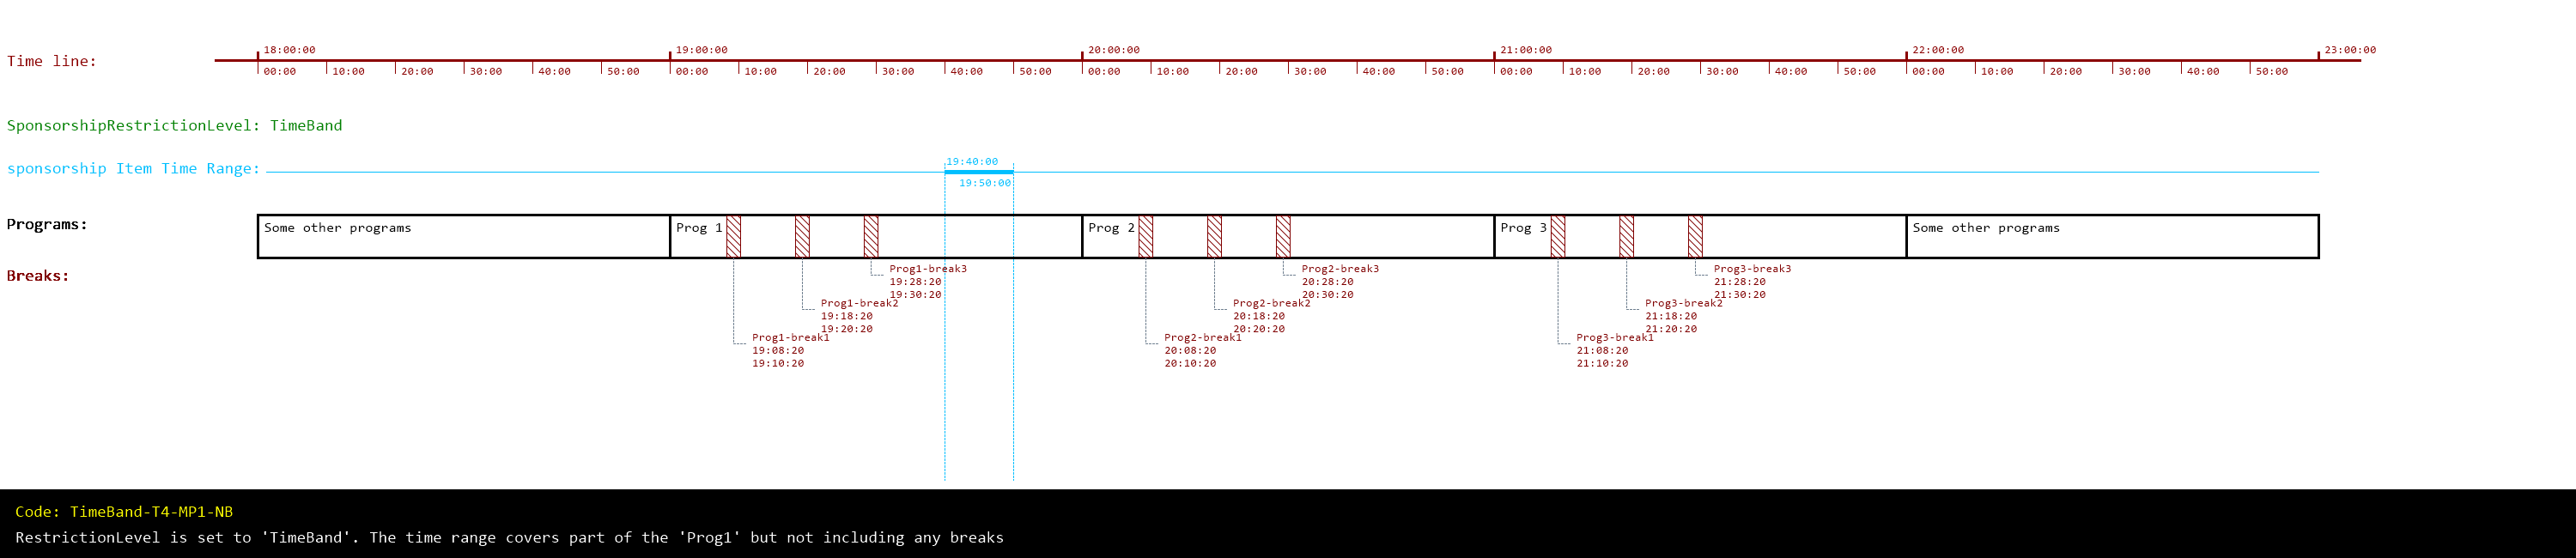 18:00:00 19:00:00 20:00:00 21:00:00 22:00:00 23:00:00
Time line:
00:00 10:00 20:00 30:00 40:00 50:00 00:00 10:00 20:00 30:00 40:00 50:00 00:00 10:00 20:00 30:00 40:00 50:00 00:00 10:00 20:00 30:00 40:00 50:00 00:00 10:00 20:00 30:00 40:00 50:00
SponsorshipRestrictionLevel: TimeBand
sponsorship Item Time Range:
19:40:00
19:50:00
Programs:
Some other programs Prog 1 Prog 2 Prog 3 Some other programs
Breaks:
Prog1-break3
19:28:20
19:30:20
Prog1-break2
19:18:20
19:20:20
Prog1-break1
19:08:20
19:10:20
Prog2-break3
20:28:20
20:30:20
Prog2-break2
20:18:20
20:20:20
Prog2-break1
20:08:20
20:10:20
Prog3-break3
21:28:20
21:30:20
Prog3-break2
21:18:20
21:20:20
Prog3-break1
21:08:20
21:10:20
Code: TimeBand-T4-MP1-NB
RestrictionLevel is set to 'TimeBand'. The time range covers part of the 'Prog1' but not including any breaks